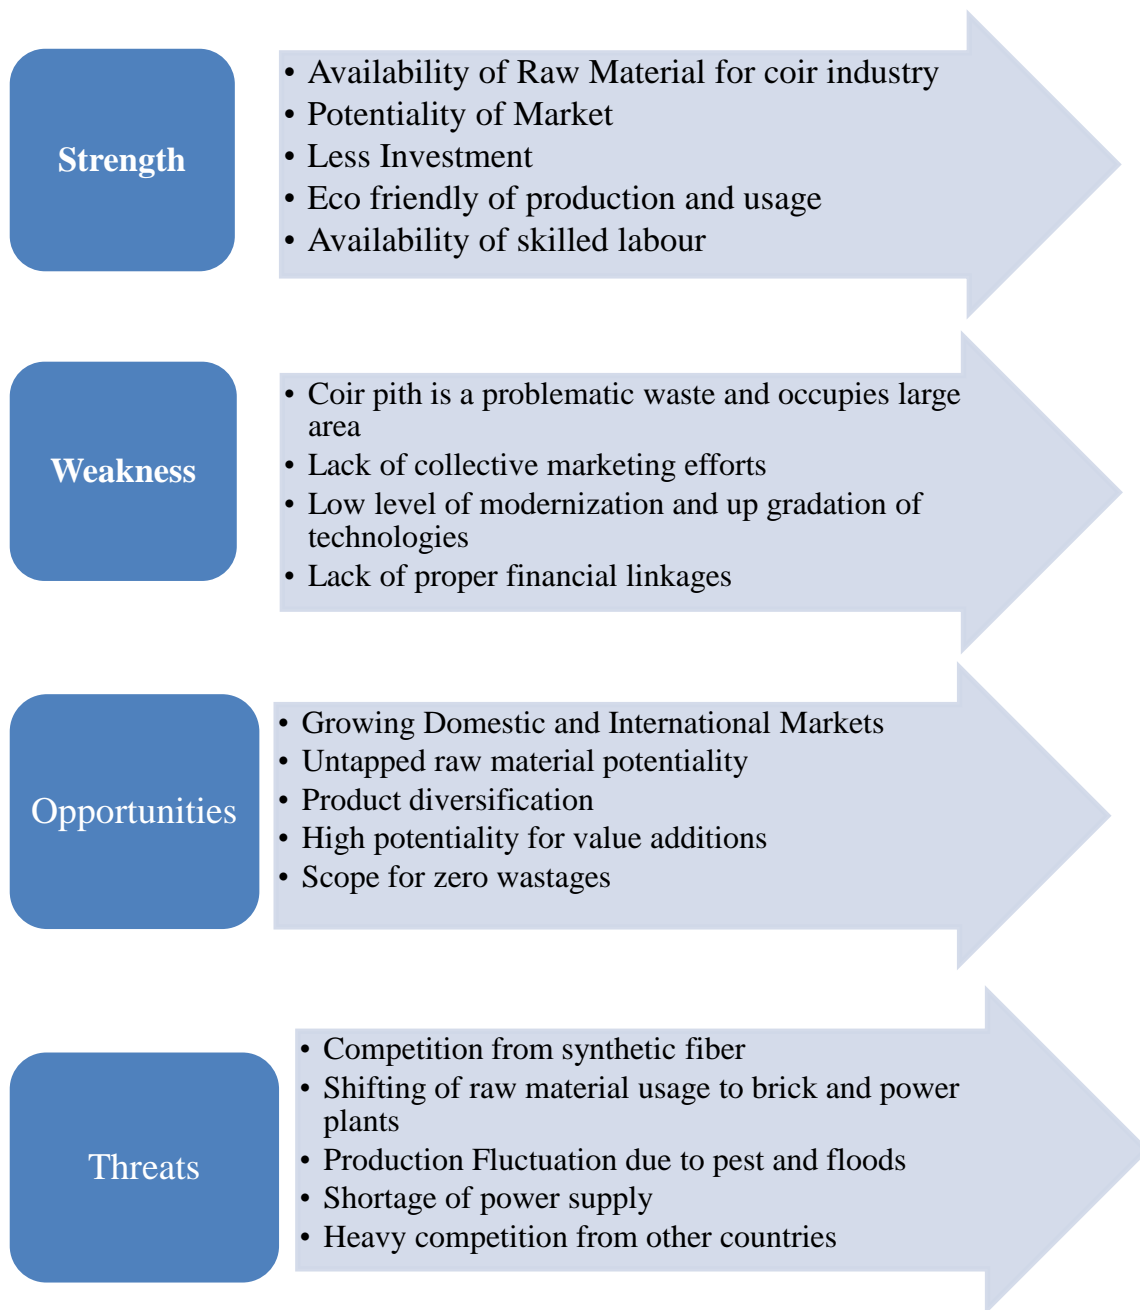 Strength
• Availability of Raw Material for coir industry
• Potentiality of Market
• Less Investment
• Eco friendly of production and usage
• Availability of skilled labour
Weakness
• Coir pith is a problematic waste and occupies large
area
• Lack of collective marketing efforts
• Low level of modernization and up gradation of
technologies
• Lack of proper financial linkages
Opportunities
• Growing Domestic and International Markets
• Untapped raw material potentiality
• Product diversification
• High potentiality for value additions
• Scope for zero wastages
Threats
• Competition from synthetic fiber
• Shifting of raw material usage to brick and power
plants
• Production Fluctuation due to pest and floods
• Shortage of power supply
• Heavy competition from other countries